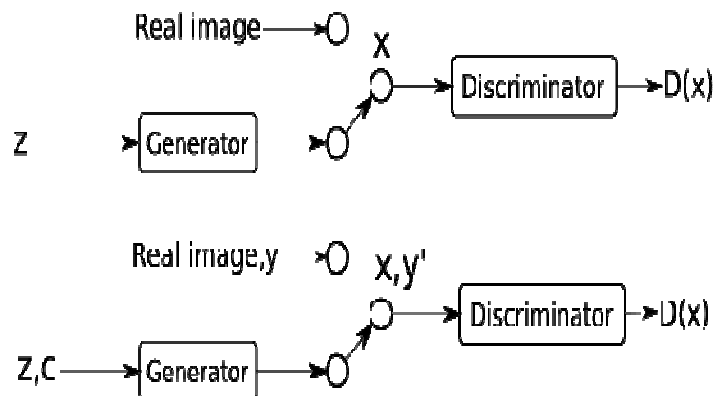 Real image
x
Discriminator
D(x)
z
Generator
Real image,y
x,y'
Discriminator
D(x)
z,c
Generator